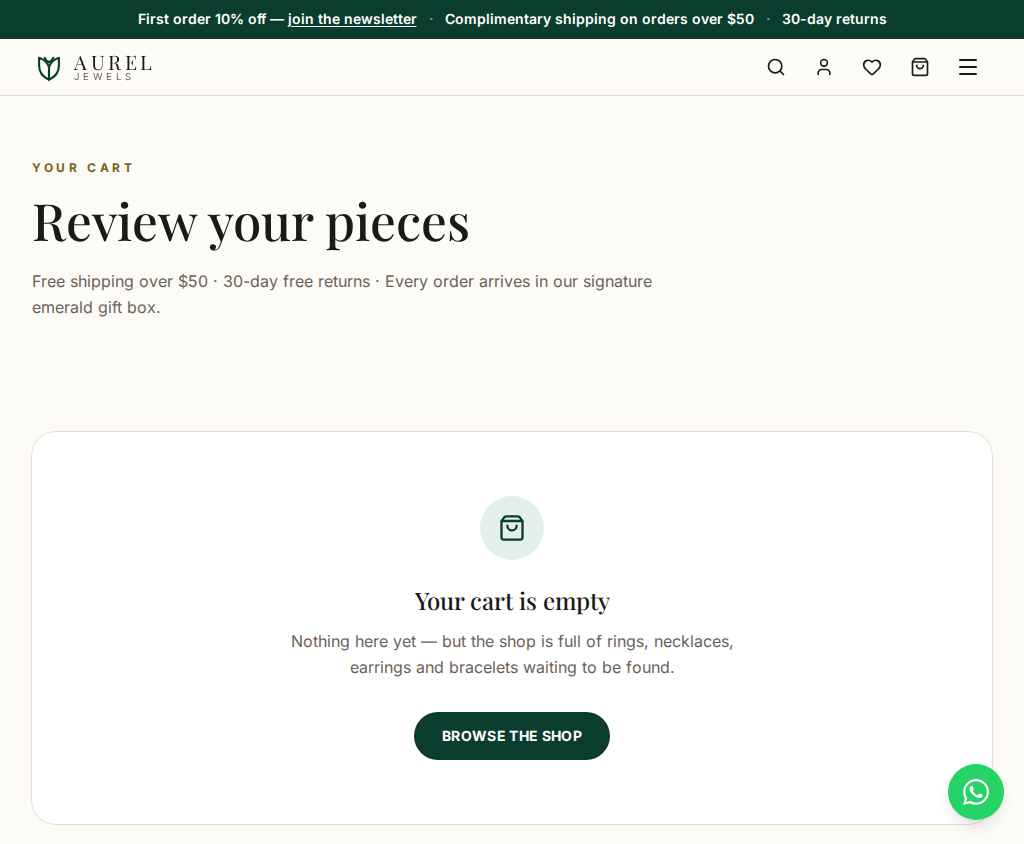 First order 10% off — join the newsletter · Complimentary shipping on orders over $50 · 30-day returns
AUREL
JEWELS
YOUR CART
Review your pieces
Free shipping over $50 · 30-day free returns · Every order arrives in our signature
emerald gift box.
Your cart is empty
Nothing here yet — but the shop is full of rings, necklaces,
earrings and bracelets waiting to be found.
BROWSE THE SHOP